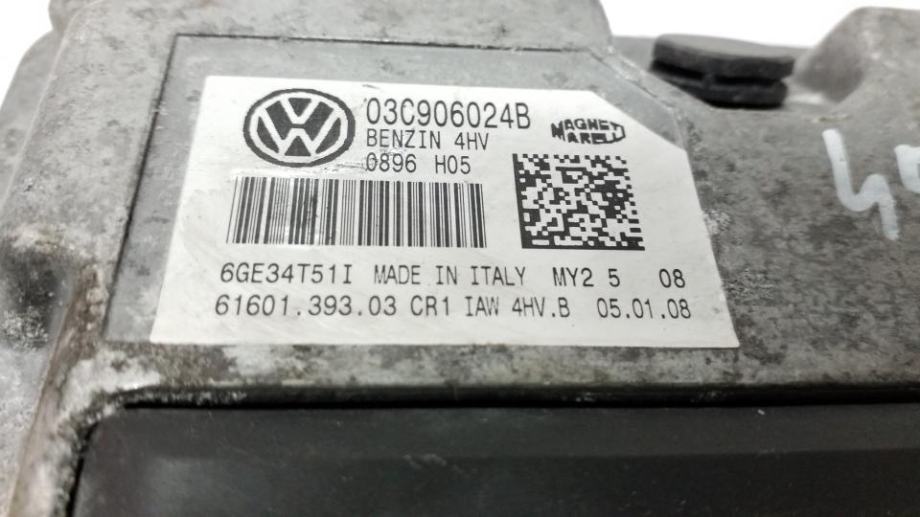 03C906024B
BENZIN 4HV
0896 H05
MAGNETI
MARELLI
6GE34T51I MADE IN ITALY MY2 5 08
61601.393.03 CR1 IAW 4HV.B 05.01.08